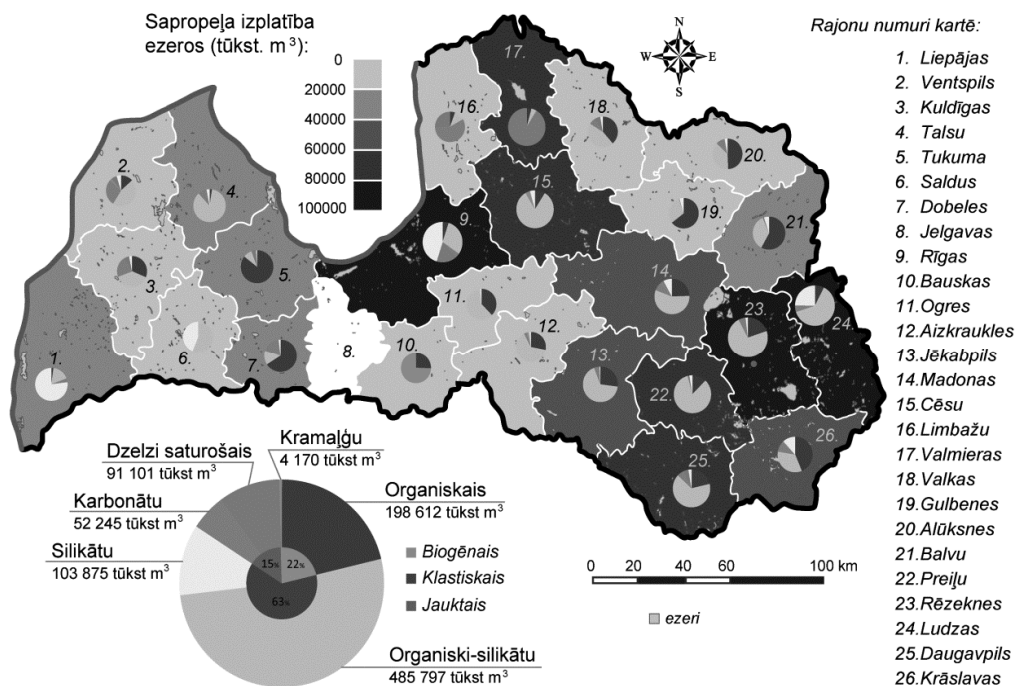 Sapropeļa izplatība
ezeros (tūkst. m³):
0
20000
40000
60000
80000
100000
N
W
E
S
Rajonu numuri kartē:
1. Liepājas
2. Ventspils
3. Kuldīgas
4. Talsu
5. Tukuma
6. Saldus
7. Dobeles
8. Jelgavas
9. Rīgas
10. Bauskas
11. Ogres
12. Aizkraukles
13. Jēkabpils
14. Madonas
15. Cēsu
16. Limbažu
17. Valmieras
18. Valkas
19. Gulbenes
20. Alūksnes
21. Balvu
22. Preiļu
23. Rēzeknes
24. Ludzas
25. Daugavpils
26. Krāslavas
17.
16.
18.
20.
2.
4.
15.
19.
21.
9
3.
5.
14.
11.
23.
24.
12.
1.
6.
7.
8.
10.
13.
22.
25.
26.
Dzelzi saturošais
91 101 tūkst m³
Kramaļģu
4 170 tūkst m³
Karbonātu
52 245 tūkst m³
Organiskais
198 612 tūkst m³
Silikātu
103 875 tūkst m³
15%
22%
63%
Biogēnais
Klastiskais
Jauktais
Organiski-silikātu
485 797 tūkst m³
0 20 40 60 100 km
ezeri